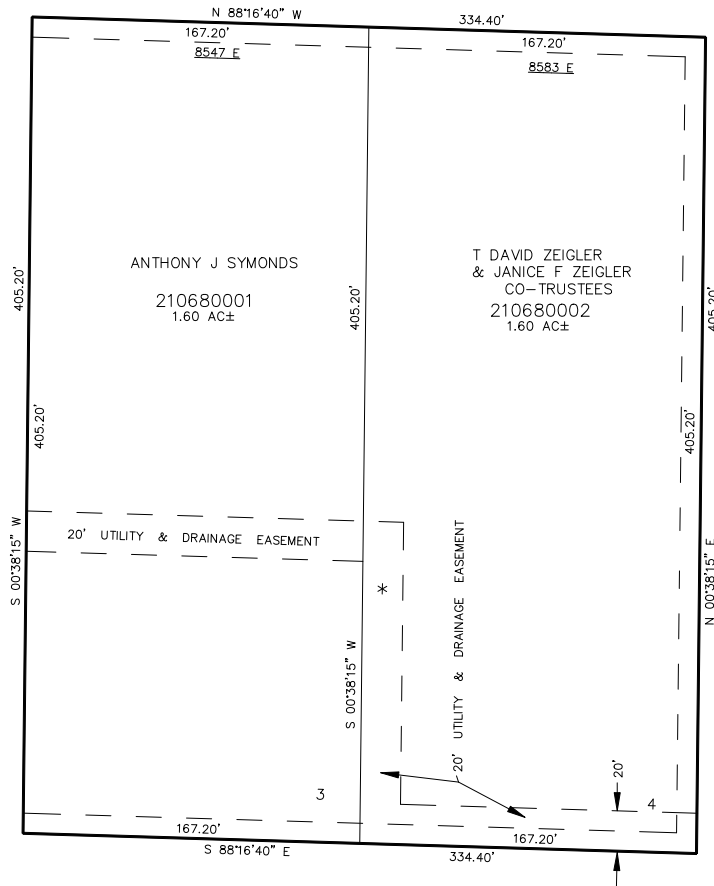 N 88°16'40" W
334.40'
167.20'
167.20'
8547 E
8583 E
ANTHONY J SYMONDS
210680001
1.60 AC±
T DAVID ZEIGLER
& JANICE F ZEIGLER
CO-TRUSTEES
210680002
1.60 AC±
405.20'
405.20'
405.20'
405.20'
405.20'
20' UTILITY & DRAINAGE EASEMENT
S 00°38'15" W
*
20' UTILITY & DRAINAGE EASEMENT
N 00°38'15" E
S 00°38'15" W
20'
3
4
167.20'
167.20'
S 88°16'40" E
334.40'